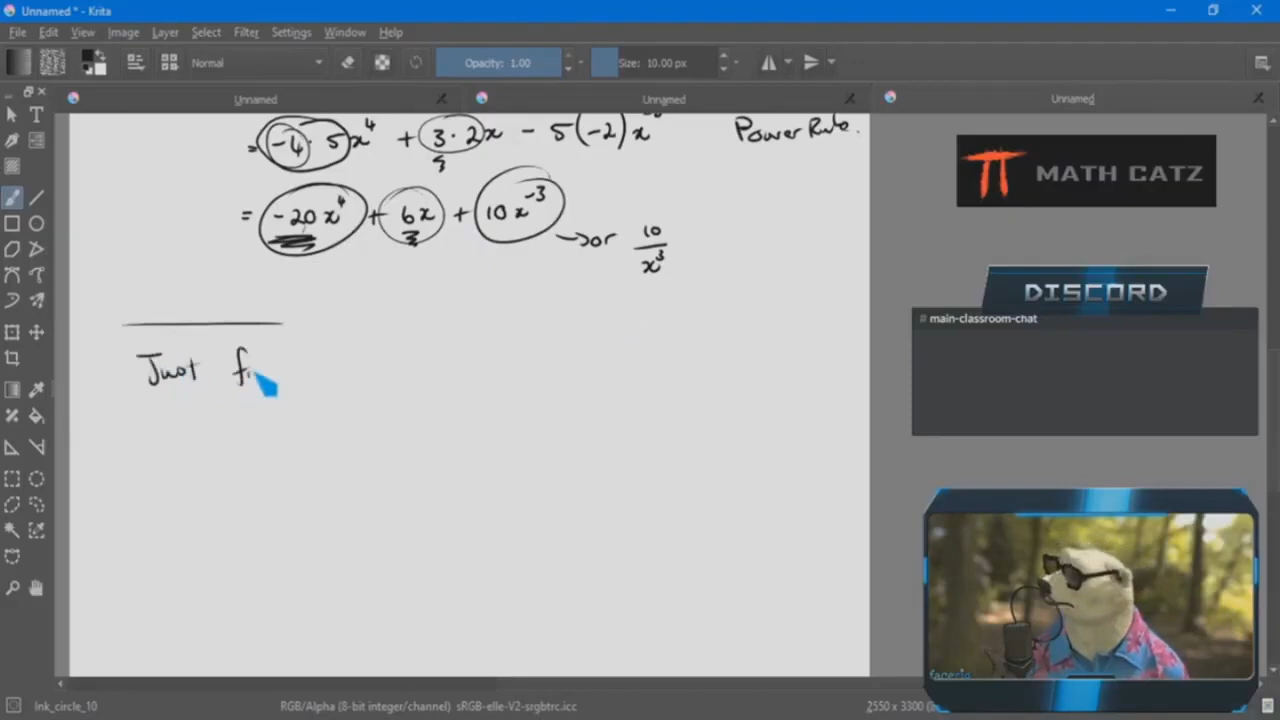 Unnamed * - Krita
File Edit View Image Layer Select Filter Settings Window Help
Normal Opacity: 1.00 Size: 10.00 px
Unnamed Unnamed Unnamed
= -4 · 5x⁴ + 3 · 2x - 5(-2)x Power Rule.
= -20x⁴ + 6x + 10x⁻³
→or 10/x³
Just f
π MATH CATZ
DISCORD
# main-classroom-chat
Ink_circle_10 RGB/Alpha (8-bit integer/channel) sRGB-elle-V2-srgbtrc.icc 2550 x 3300